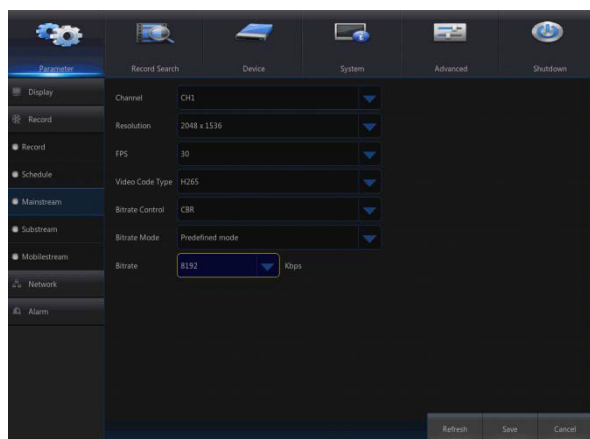 Parameter Record Search Device System Advanced Shutdown
Display
Record
Record
Schedule
Mainstream
Substream
Mobilestream
Network
Alarm
Channel CH1
Resolution 2048 x 1536
FPS 30
Video Code Type H265
Bitrate Control CBR
Bitrate Mode Predefined mode
Bitrate 8192 Kbps
Refresh Save Cancel